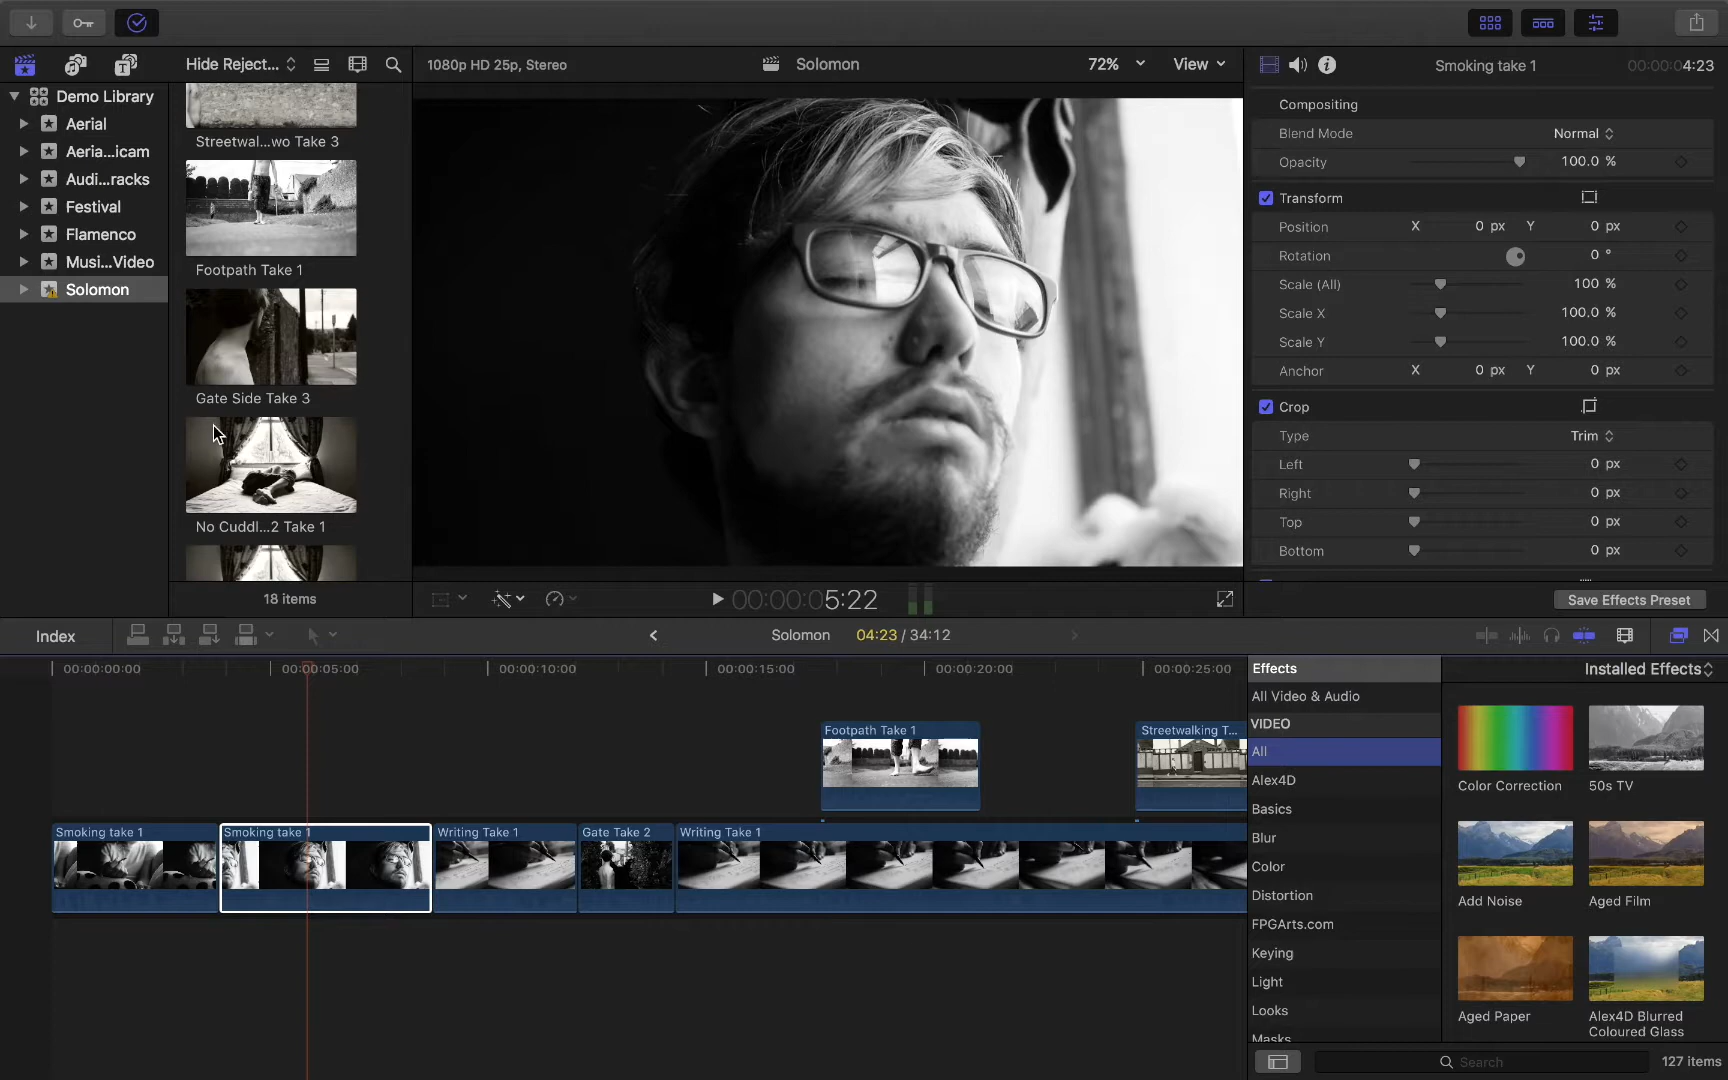 Hide Reject...
1080p HD 25p, Stereo
Solomon
72%
View
Smoking take 1
00:00:04:23
Demo Library
Aerial
Aeria...icam
Audi...racks
Festival
Flamenco
Musi...Video
Solomon
Streetwal...wo Take 3
Footpath Take 1
Gate Side Take 3
No Cuddl...2 Take 1
18 items
00:00:05:22
Compositing
Blend Mode Normal
Opacity 100.0 %
Transform
Position X 0 px Y 0 px
Rotation 0 °
Scale (All) 100 %
Scale X 100.0 %
Scale Y 100.0 %
Anchor X 0 px Y 0 px
Crop
Type Trim
Left 0 px
Right 0 px
Top 0 px
Bottom 0 px
Save Effects Preset
Index
Solomon 04:23 / 34:12
00:00:00:00 00:00:05:00 00:00:10:00 00:00:15:00 00:00:20:00 00:00:25:00
Footpath Take 1
Streetwalking T...
Smoking take 1
Smoking take 1
Writing Take 1
Gate Take 2
Writing Take 1
Effects
Installed Effects
All Video & Audio
VIDEO
All
Alex4D
Basics
Blur
Color
Distortion
FPGArts.com
Keying
Light
Looks
Masks
Color Correction
50s TV
Add Noise
Aged Film
Aged Paper
Alex4D Blurred
Coloured Glass
Search
127 items